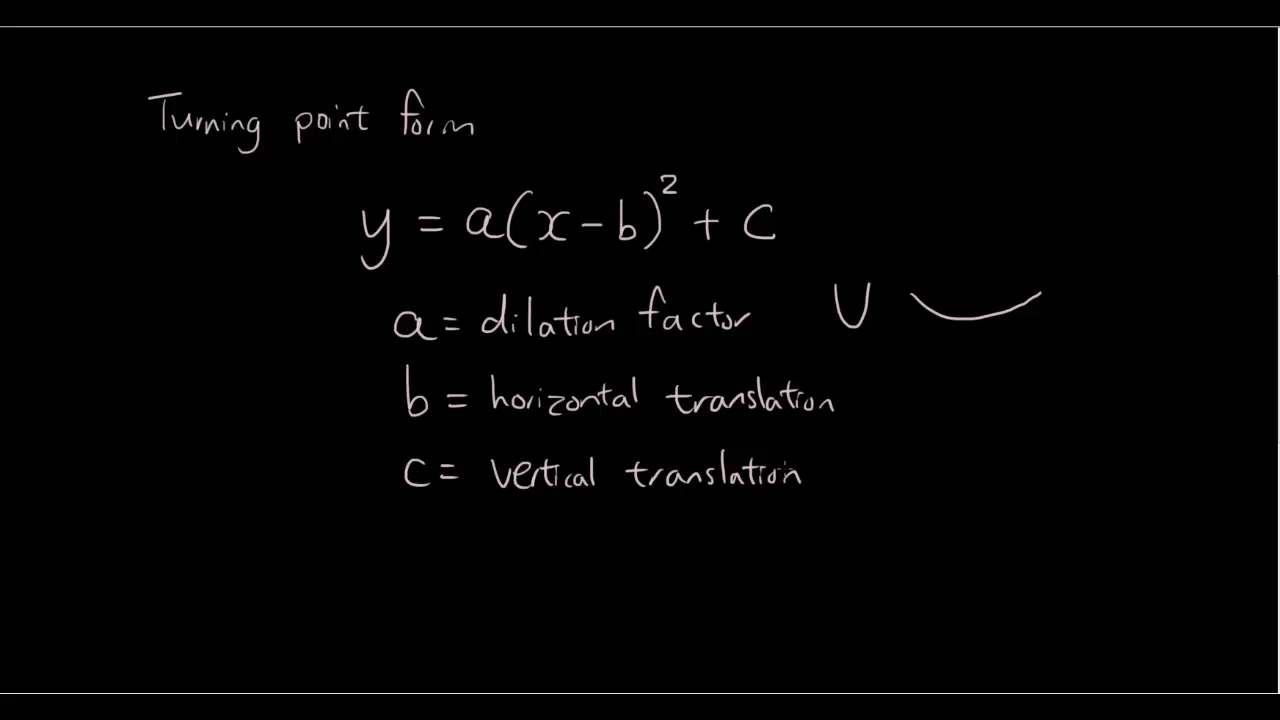 Turning point form
y = a(x-b)² + c
a = dilation factor
b = horizontal translation
c = vertical translation